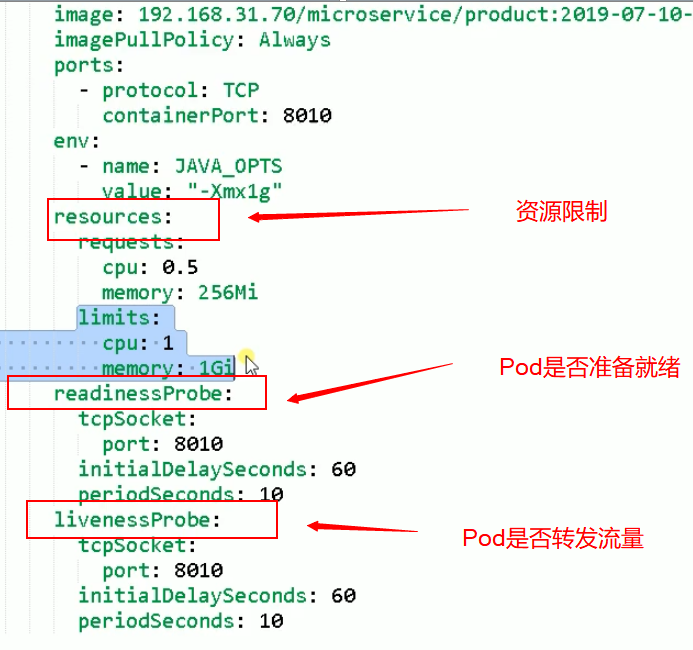 image: 192.168.31.70/microservice/product:2019-07-10-
imagePullPolicy: Always
ports:
- protocol: TCP
containerPort: 8010
env:
- name: JAVA_OPTS
value: "-Xmx1g"
resources:
资源限制
requests:
cpu: 0.5
memory: 256Mi
limits:
cpu: 1
memory: 1Gi
Pod是否准备就绪
readinessProbe:
tcpSocket:
port: 8010
initialDelaySeconds: 60
periodSeconds: 10
livenessProbe:
Pod是否转发流量
tcpSocket:
port: 8010
initialDelaySeconds: 60
periodSeconds: 10